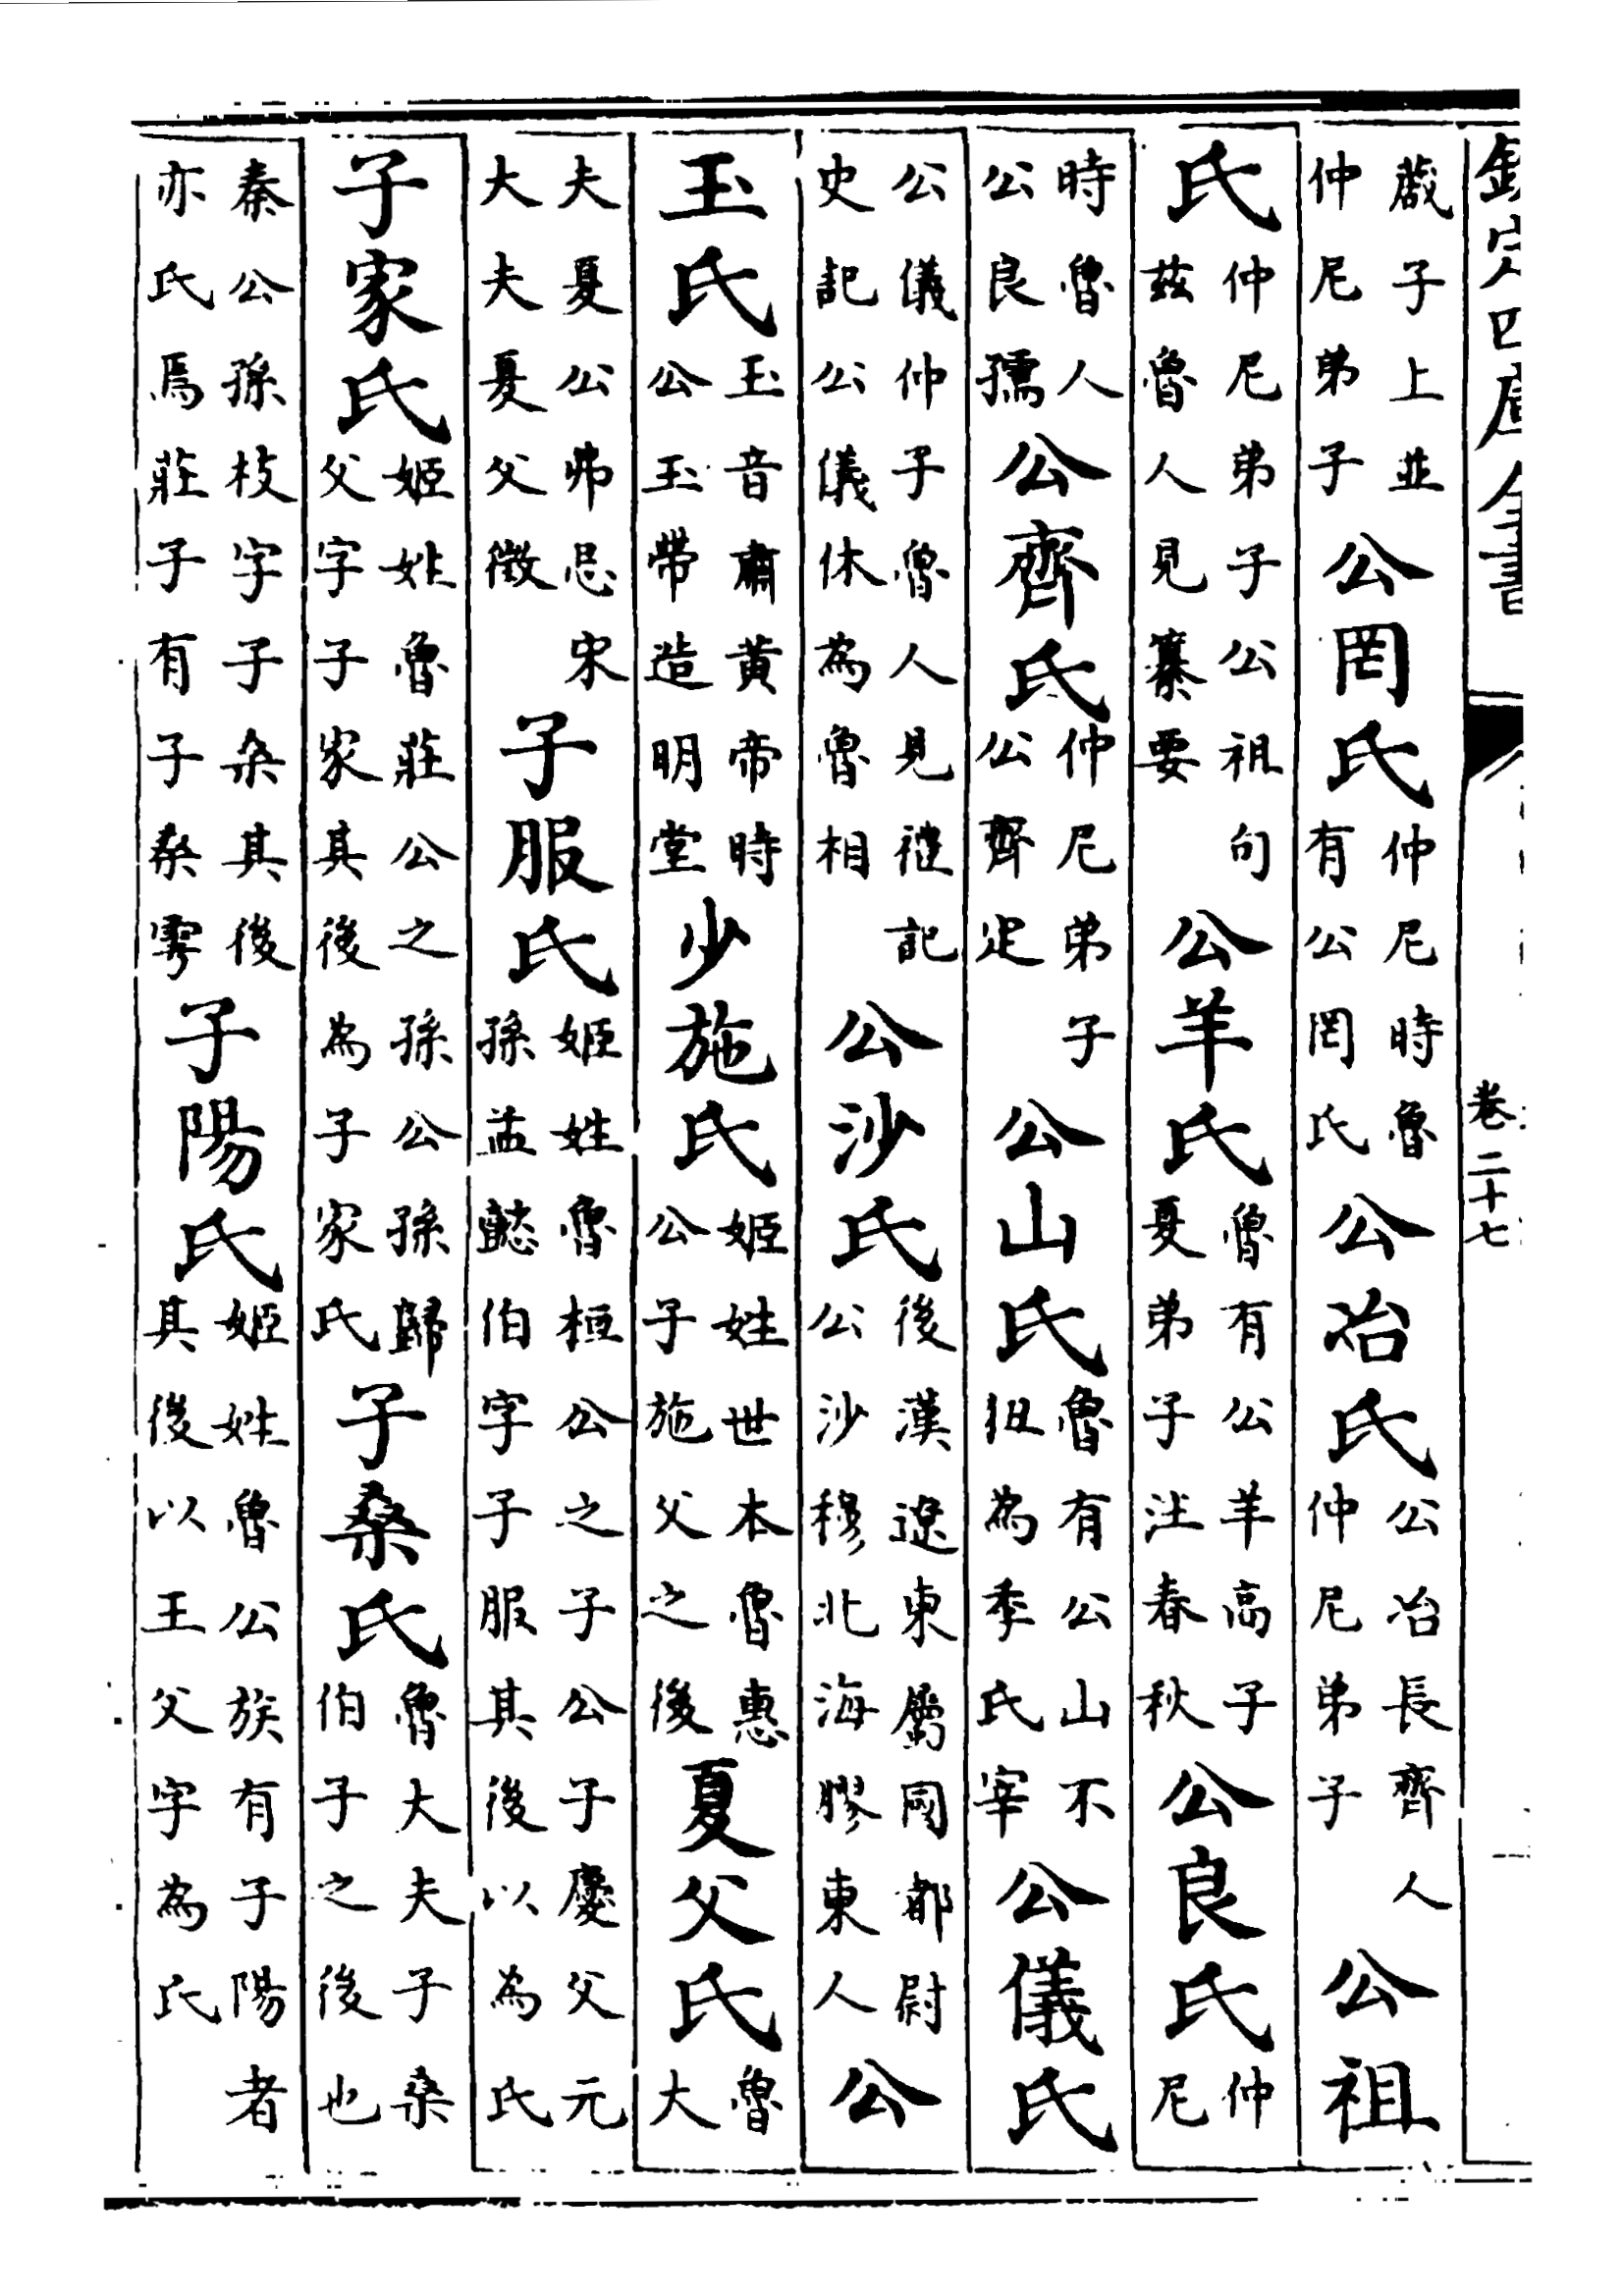 欽定四庫全書 卷二十七
蒧子上並仲尼弟子公罔氏仲尼時魯有公罔氏公冶氏公冶長齊人仲尼弟子公祖
氏仲尼弟子公祖句茲魯人見纂要公羊氏魯有公羊高子夏弟子注春秋公良氏仲尼
時魯人公良孺公齊氏仲尼弟子公齊定公山氏魯有公山不狃為季氏宰公儀氏
公儀仲子魯人見禮記史記公儀休為魯相公沙氏後漢遼東屬國都尉公沙穆北海膠東人公
玉氏玉音肅黃帝時公玉帶造明堂少施氏姬姓世本魯惠公子施父之後夏父氏魯大
夫夏公弗忌宋大夫夏父徵子服氏姬姓魯桓公之子公子慶父元孫孟懿伯字子服其後以為氏
子家氏姬姓魯莊公之孫公孫歸父字子家其後為子家氏子桑氏魯大夫子桑伯子之後也
秦公孫枝字子桑其後亦氏焉莊子有子桑雽子陽氏姬姓魯公族有子陽者其後以王父字為氏